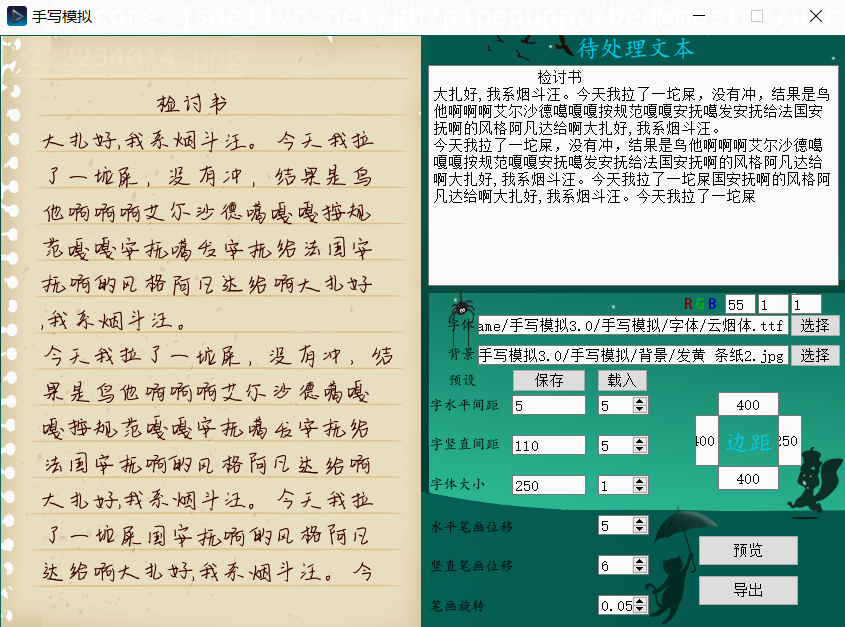 手写模拟
core.jsdelivr.net/gh/
222234014.png
检讨书
大扎好,我系烟斗汪。今天我拉
了一坨屎，没有冲，结果是鸟
他啊啊啊艾尔沙德噶嘎嘎按规
范嘎嘎安抚噶发安抚给法国安
抚啊的风格阿凡达给啊大扎好
,我系烟斗汪。
今天我拉了一坨屎，没有冲，结
果是鸟他啊啊啊艾尔沙德噶嘎
嘎按规范嘎嘎安抚噶发安抚给
法国安抚啊的风格阿凡达给啊
大扎好,我系烟斗汪。今天我拉
了一坨屎国安抚啊的风格阿凡
达给啊大扎好,我系烟斗汪。今
待处理文本
检讨书
大扎好,我系烟斗汪。今天我拉了一坨屎，没有冲，结果是鸟
他啊啊啊艾尔沙德噶嘎嘎按规范嘎嘎安抚噶发安抚给法国安
抚啊的风格阿凡达给啊大扎好,我系烟斗汪。
今天我拉了一坨屎，没有冲，结果是鸟他啊啊啊艾尔沙德噶
嘎嘎按规范嘎嘎安抚噶发安抚给法国安抚啊的风格阿凡达给
啊大扎好,我系烟斗汪。今天我拉了一坨屎国安抚啊的风格阿
凡达给啊大扎好,我系烟斗汪。今天我拉了一坨屎
RGB 55 1 1
字体 ame/手写模拟3.0/手写模拟/字体/云烟体.ttf 选择
背景 手写模拟3.0/手写模拟/背景/发黄 条纸2.jpg 选择
预设 保存 载入
字水平间距 5 5
400
字竖直间距 110 5
400 边距 250
字体大小 250 1
400
水平笔画位移 5
预览
竖直笔画位移 6
导出
笔画旋转 0.05